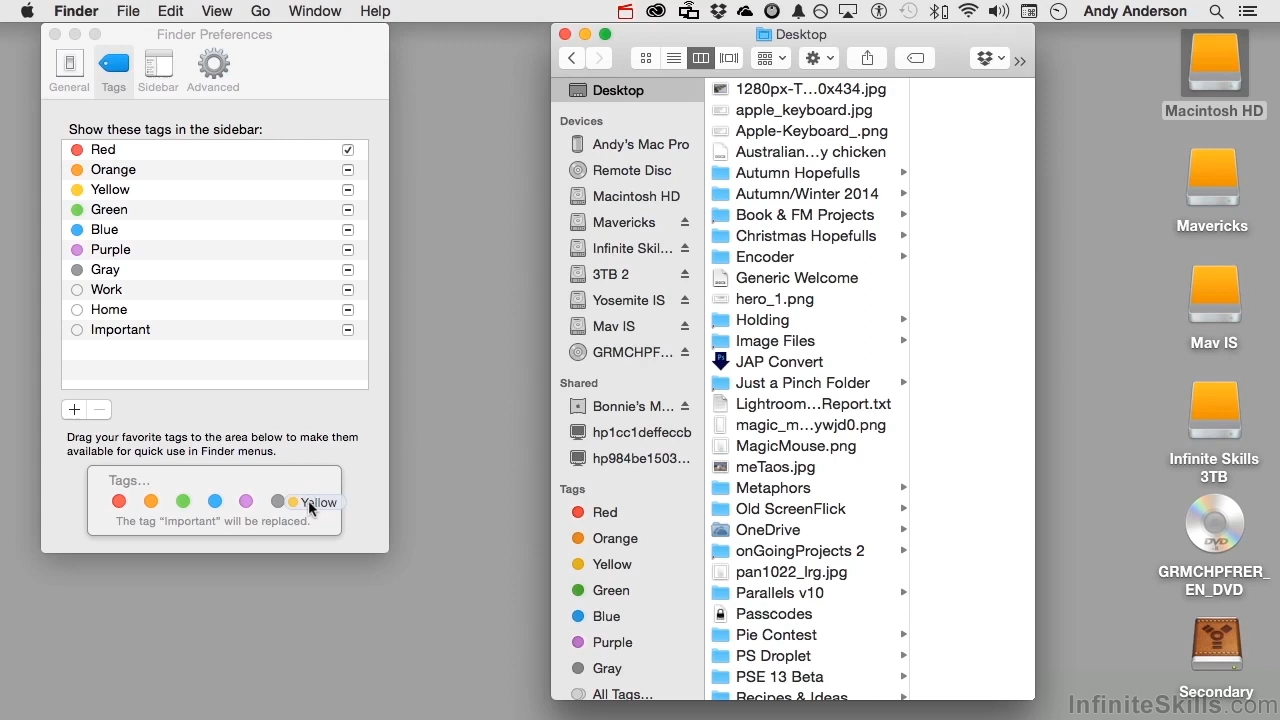 Finder File Edit View Go Window Help Andy Anderson
Finder Preferences
General Tags Sidebar Advanced
Show these tags in the sidebar:
Red
Orange
Yellow
Green
Blue
Purple
Gray
Work
Home
Important
Drag your favorite tags to the area below to make them
available for quick use in Finder menus.
Tags...
Yellow
The tag “Important” will be replaced.
Desktop
Desktop
Devices
Andy's Mac Pro
Remote Disc
Macintosh HD
Mavericks
Infinite Skil...
3TB 2
Yosemite IS
Mav IS
GRMCHPF...
Shared
Bonnie's M...
hp1cc1deffeccb
hp984be1503...
Tags
Red
Orange
Yellow
Green
Blue
Purple
Gray
All Tags...
1280px-T...0x434.jpg
apple_keyboard.jpg
Apple-Keyboard_.png
Australian...y chicken
Autumn Hopefulls
Autumn/Winter 2014
Book & FM Projects
Christmas Hopefulls
Encoder
Generic Welcome
hero_1.png
Holding
Image Files
JAP Convert
Just a Pinch Folder
Lightroom...Report.txt
magic_m...ywjd0.png
MagicMouse.png
meTaos.jpg
Metaphors
Old ScreenFlick
OneDrive
onGoingProjects 2
pan1022_lrg.jpg
Parallels v10
Passcodes
Pie Contest
PS Droplet
PSE 13 Beta
Recipes & Ideas
Macintosh HD
Mavericks
Mav IS
Infinite Skills
3TB
DVD
GRMCHPFRER_
EN_DVD
Secondary
InfiniteSkills.com